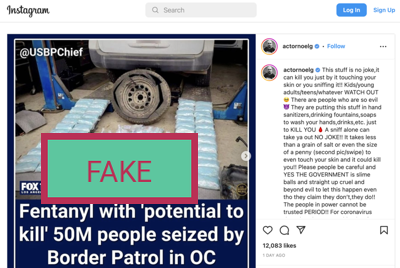 Instagram
Search
Log In
Sign Up
@USBPChief
FAKE
FOX
LOS ANGELES
Fentanyl with 'potential to
kill' 50M people seized by
Border Patrol in OC
actornoelg • Follow
actornoelg This stuff is no joke,it
can kill you just by it touching your
skin or you sniffing it!! Kids/young
adults/teens/whatever WATCH OUT
There are people who are so evil
They are putting this stuff in hand
sanitizers,drinking fountains,soaps
to wash your hands,drinks,etc. just
to KILL YOU A sniff alone can
take ya out NO JOKE!! It takes less
than a grain of salt or even the size
of a penny (second pic/swipe) to
even touch your skin and it could kill
you!! Please people be careful and
YES THE GOVERNMENT is slime
balls and straight up cruel and
beyond evil to let this happen even
tho they claim they don't,they do!!
The people in power cannot be
trusted PERIOD!! For coronavirus
12,083 likes
1 DAY AGO